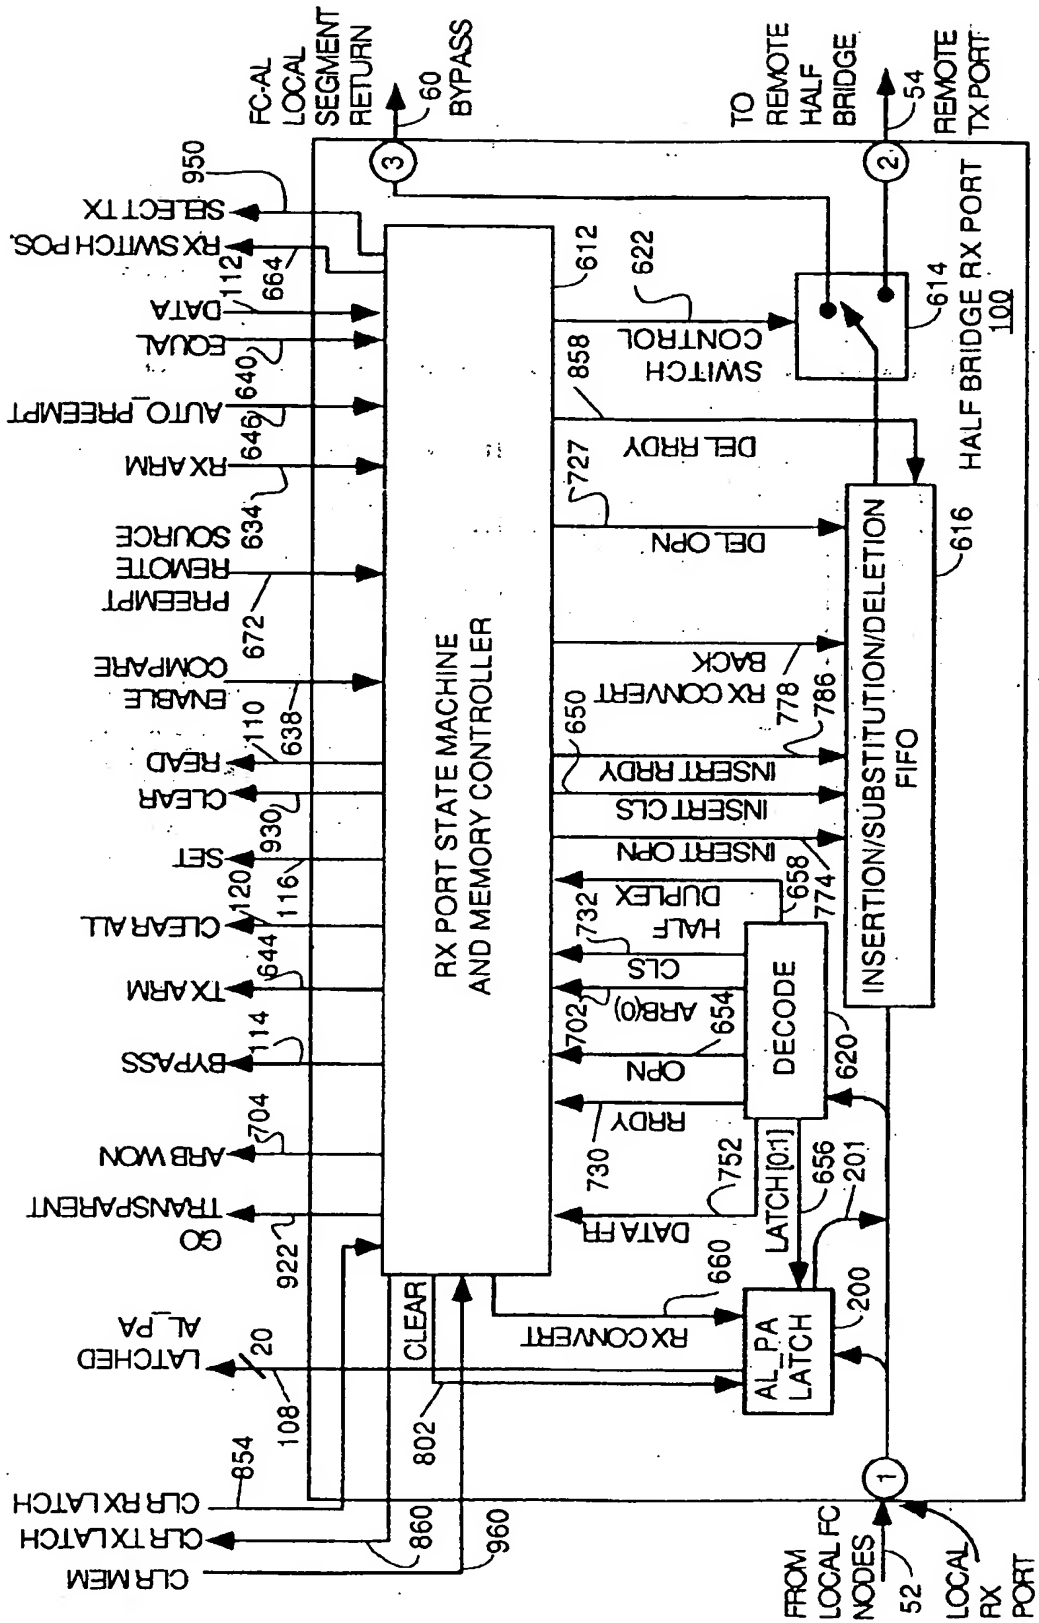 CLR MEM
960
CLR TX LATCH
860
CLR RX LATCH
854
LATCHED
AL_PA
108
20
GO
TRANSPARENT
922
ARB WON
704
BYPASS
114
TX ARM
644
CLEAR ALL
120
SET
116
CLEAR
930
READ
110
ENABLE
COMPARE
638
PREEMPT
REMOTE
SOURCE
672
RX ARM
634
AUTO_PREEMPT
646
EQUAL
640
DATA
112
RX SWITCH POS.
664
SELECT TX
950
FC-AL
LOCAL
SEGMENT
RETURN
60
BYPASS
3
RX PORT STATE MACHINE
AND MEMORY CONTROLLER
612
CLEAR
802
RX CONVERT
660
DATA FR
752
RRDY
730
OPN
654
ARB(0)
702
CLS
732
HALF
DUPLEX
658
INSERT OPN
774
INSERT CLS
650
INSERT RRDY
786
RX CONVERT
BACK
778
DEL OPN
727
DEL RRDY
858
SWITCH
CONTROL
622
614
TO
REMOTE
HALF
BRIDGE
54
REMOTE
TX PORT
2
AL_PA
LATCH
200
LATCH [0:1]
656
201
DECODE
620
INSERTION/SUBSTITUTION/DELETION
FIFO
616
HALF BRIDGE RX PORT
100
FROM
LOCAL FC
NODES
52
LOCAL
RX
PORT
1